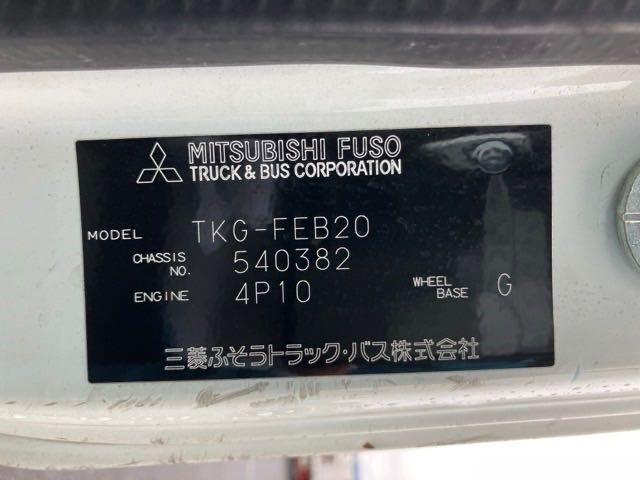 MITSUBISHI FUSO
TRUCK & BUS CORPORATION
MODEL TKG-FEB20
CHASSIS NO. 540382
ENGINE 4P10 WHEEL BASE G
三菱ふそうトラック・バス株式会社